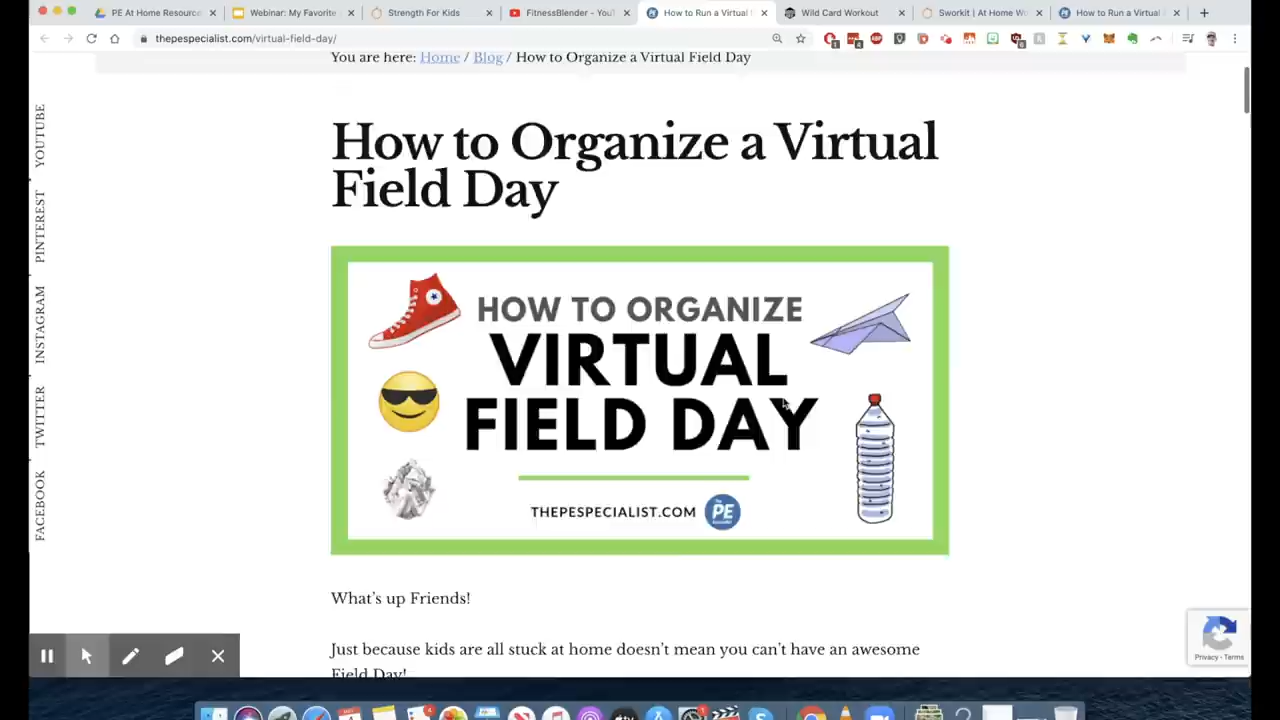 PE At Home Resource
Webinar: My Favorite
Strength For Kids
FitnessBlender - You
How to Run a Virtual
Wild Card Workout
Sworkit | At Home W
How to Run a Virtual
thepespecialist.com/virtual-field-day/
You are here: Home / Blog / How to Organize a Virtual Field Day
How to Organize a Virtual
Field Day
HOW TO ORGANIZE
VIRTUAL
FIELD DAY
THEPESPECIALIST.COM
The PE
What's up Friends!
Just because kids are all stuck at home doesn't mean you can't have an awesome
Field Day!
YOUTUBE
PINTEREST
INSTAGRAM
TWITTER
FACEBOOK
Privacy - Terms